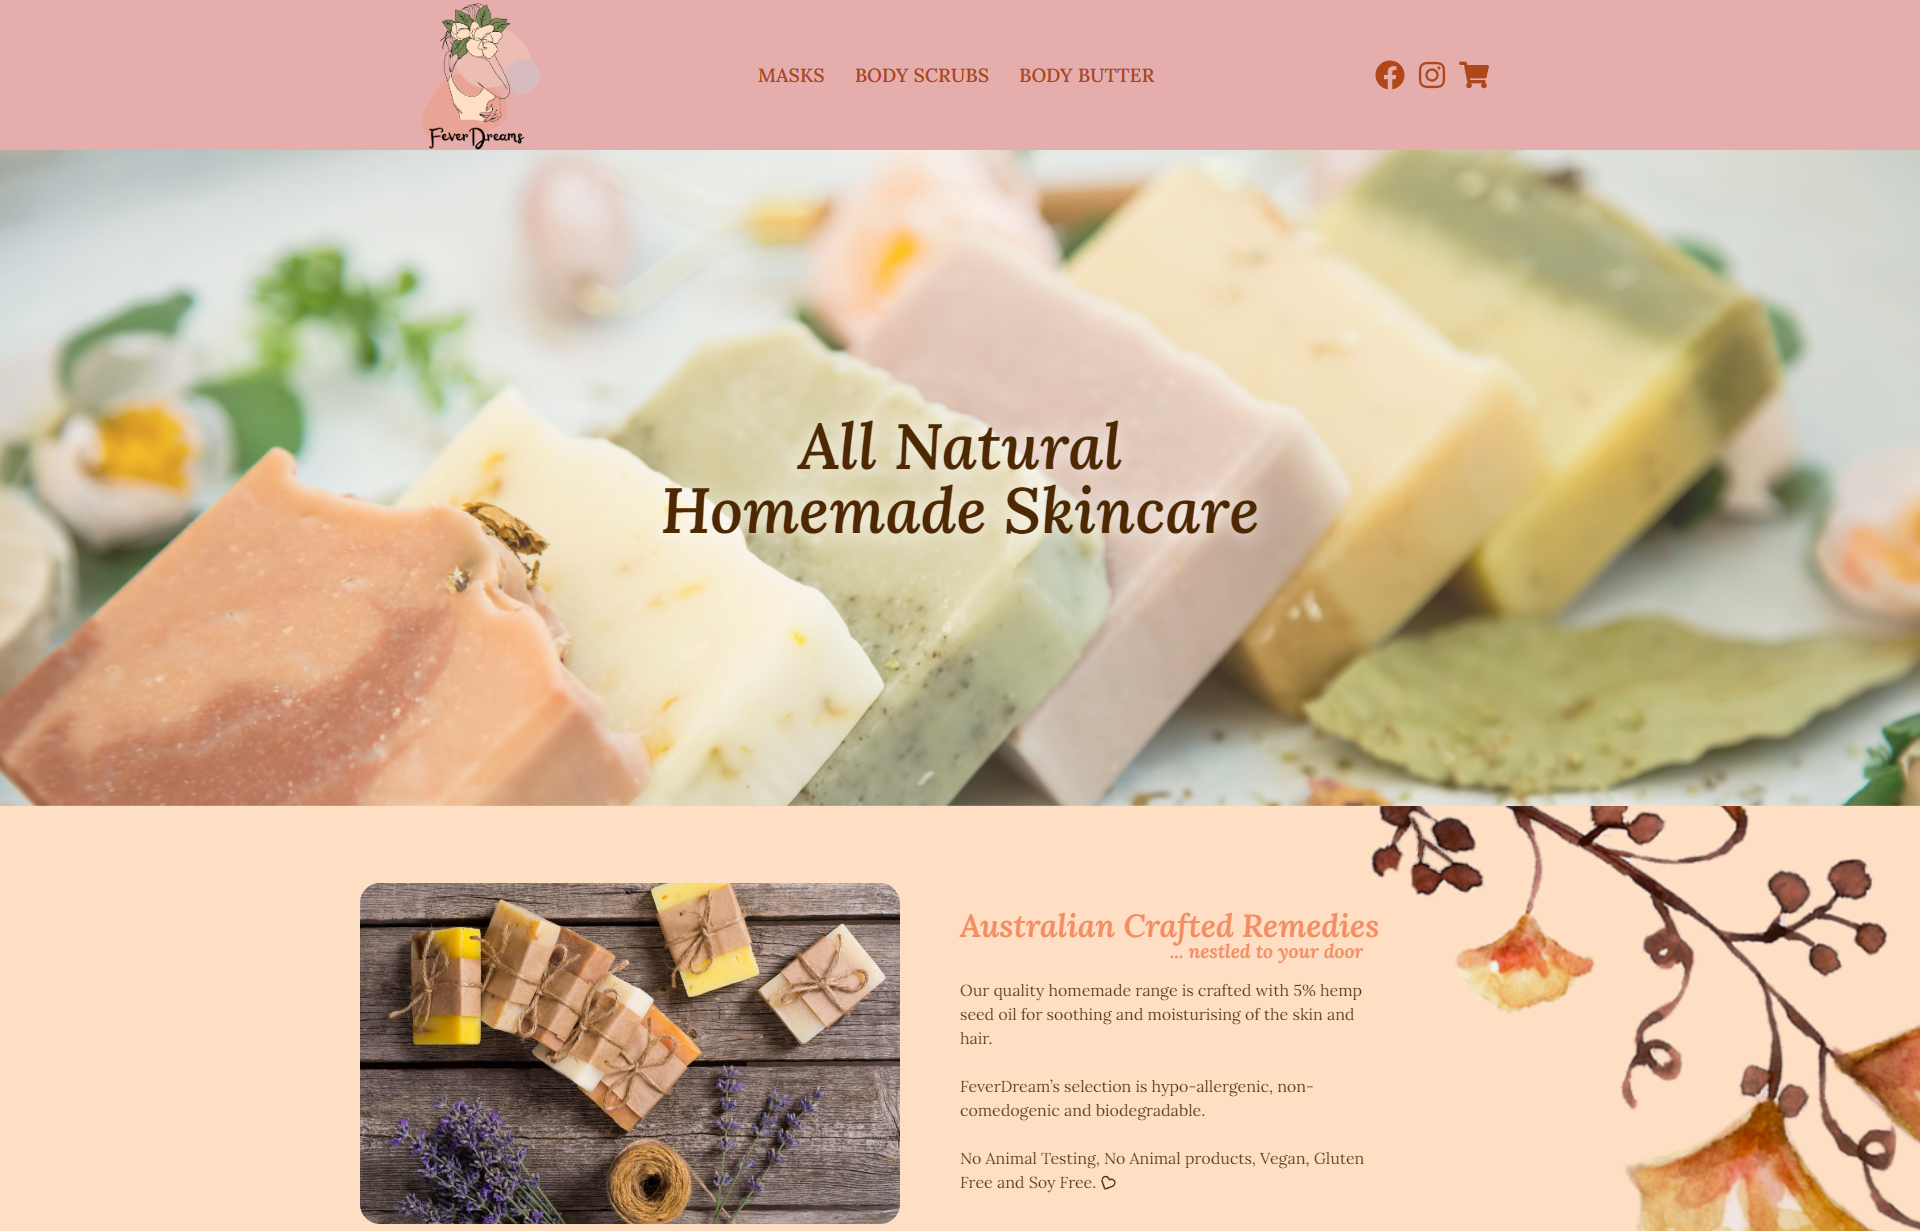 FeverDreams
MASKS BODY SCRUBS BODY BUTTER
All Natural
Homemade Skincare
Australian Crafted Remedies
... nestled to your door
Our quality homemade range is crafted with 5% hemp
seed oil for soothing and moisturising of the skin and
hair.
FeverDream's selection is hypo-allergenic, non-
comedogenic and biodegradable.
No Animal Testing, No Animal products, Vegan, Gluten
Free and Soy Free.